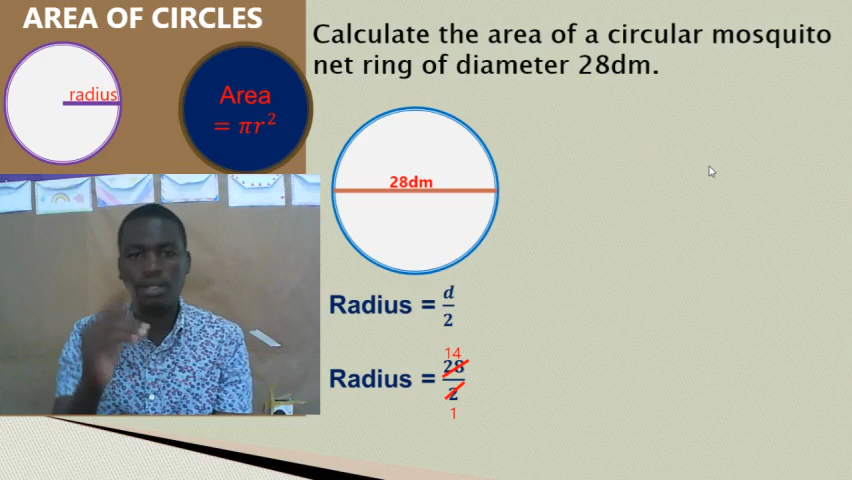 AREA OF CIRCLES
radius
Area
= πr²
Calculate the area of a circular mosquito
net ring of diameter 28dm.
28dm
Radius = d/2
14
Radius = 28/2
1